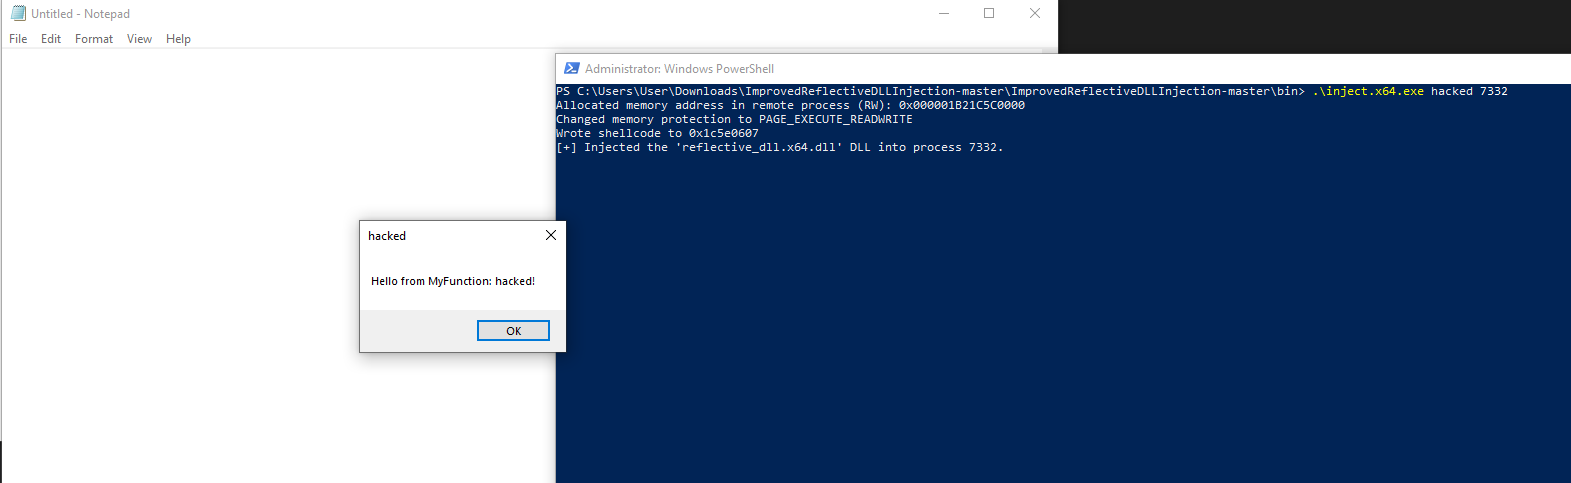 Untitled - Notepad
File Edit Format View Help
Administrator: Windows PowerShell
PS C:\Users\User\Downloads\ImprovedReflectiveDLLInjection-master\ImprovedReflectiveDLLInjection-master\bin> .\inject.x64.exe hacked 7332
Allocated memory address in remote process (RW): 0x000001B21C5C0000
Changed memory protection to PAGE_EXECUTE_READWRITE
Wrote shellcode to 0x1c5e0607
[+] Injected the 'reflective_dll.x64.dll' DLL into process 7332.
hacked
Hello from MyFunction: hacked!
OK